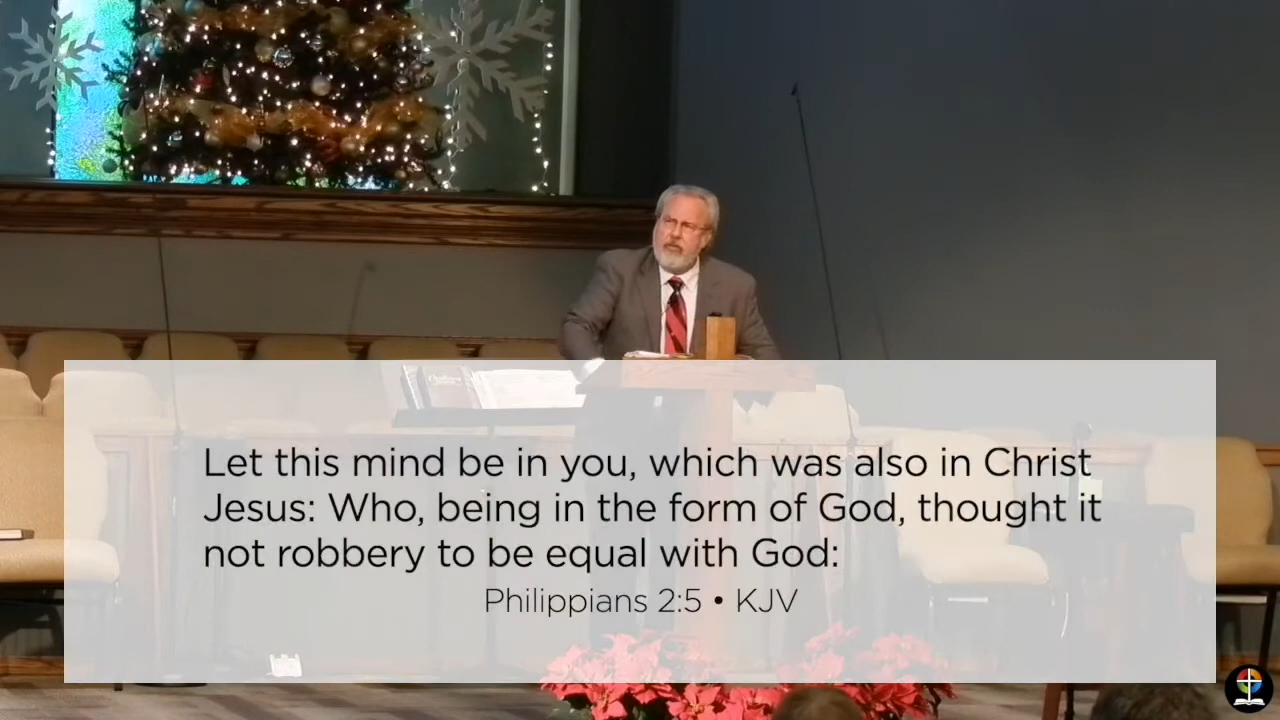 Let this mind be in you, which was also in Christ
Jesus: Who, being in the form of God, thought it
not robbery to be equal with God:
Philippians 2:5 • KJV